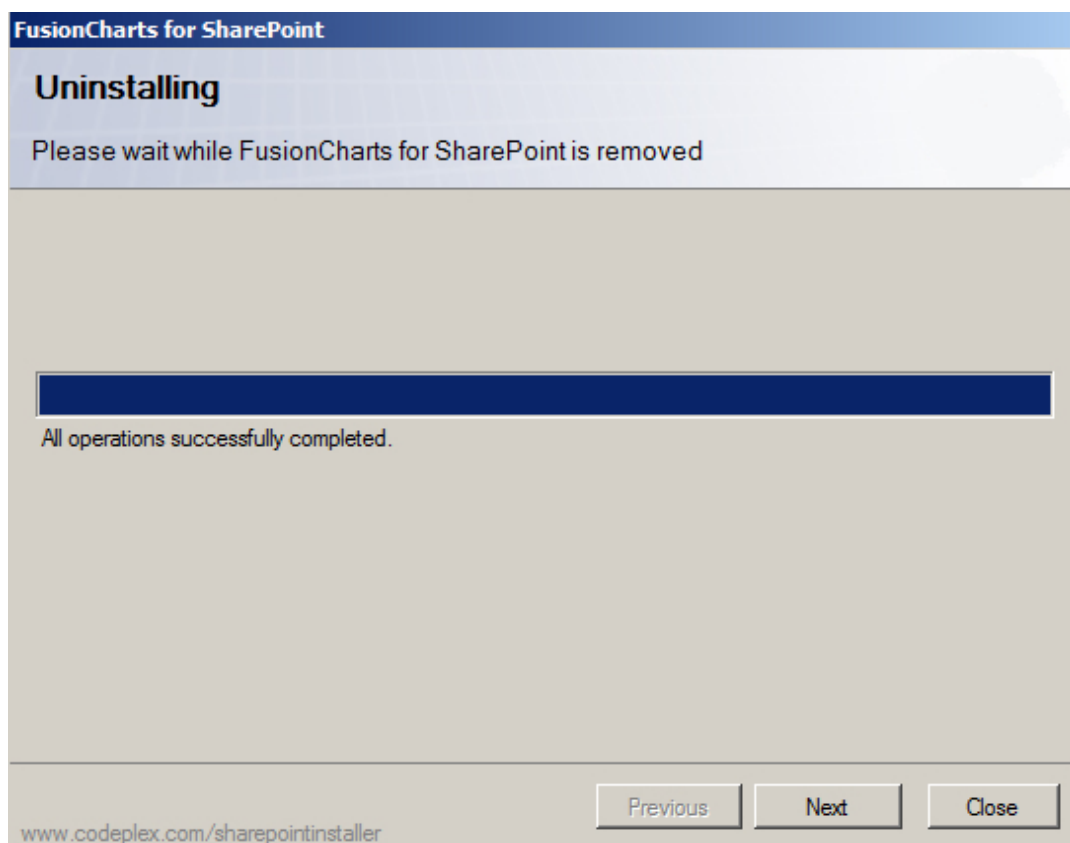 FusionCharts for SharePoint
Uninstalling
Please wait while FusionCharts for SharePoint is removed
All operations successfully completed.
Previous Next Close
www.codeplex.com/sharepointinstaller